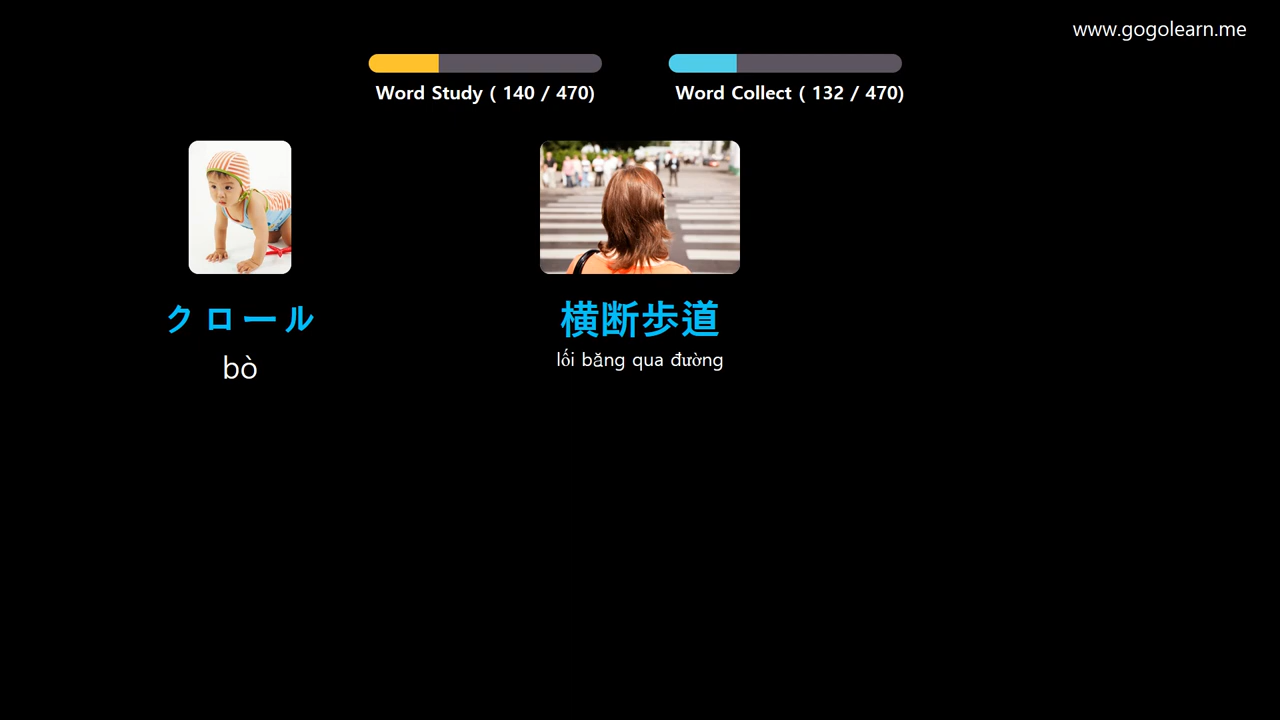 www.gogolearn.me
Word Study ( 140 / 470)
Word Collect ( 132 / 470)
クロール
bò
横断歩道
lối băng qua đường